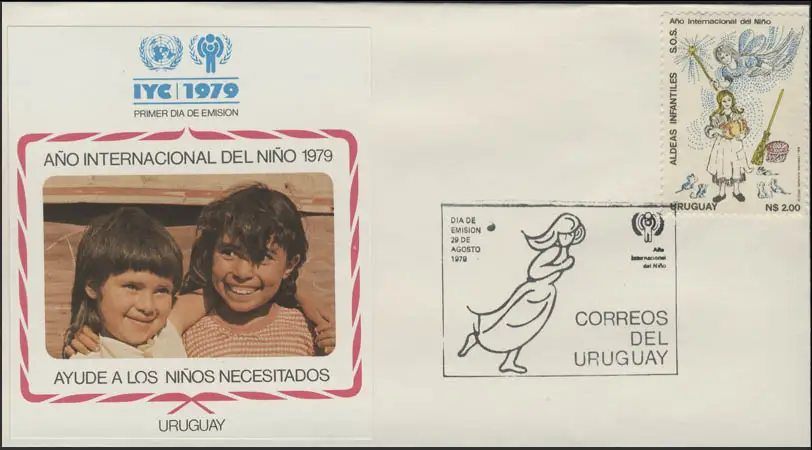 IYC | 1979
PRIMER DIA DE EMISION
AÑO INTERNACIONAL DEL NIÑO 1979
AYUDE A LOS NIÑOS NECESITADOS
URUGUAY
DIA DE
EMISION
29 DE
AGOSTO
1979
Año
Internacional
del Niño
CORREOS
DEL
URUGUAY
Año Internacional del Niño
ALDEAS INFANTILES S.O.S.
URUGUAY N$ 2.00